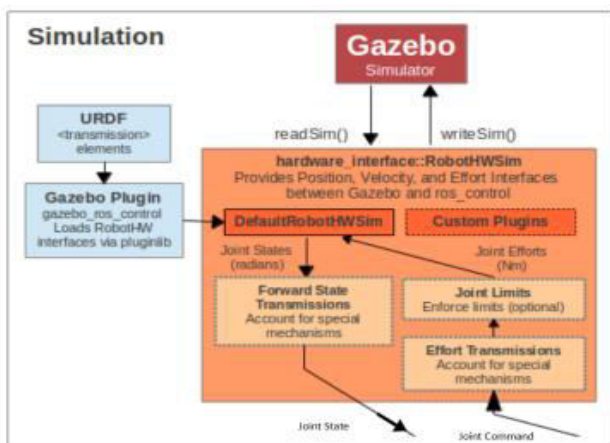 Simulation
Gazebo
Simulator
URDF
<transmission>
elements
readSim()
writeSim()
hardware_interface::RobotHWSim
Provides Position, Velocity, and Effort Interfaces
between Gazebo and ros_control
Gazebo Plugin
gazebo_ros_control
Loads RobotHW
interfaces via pluginlib
DefaultRobotHWSim
Custom Plugins
Joint States
(radians)
Joint Efforts
(Nm)
Forward State
Transmissions
Account for special
mechanisms
Joint Limits
Enforce limits (optional)
Effort Transmissions
Account for special
mechanisms
Joint State
Joint Command